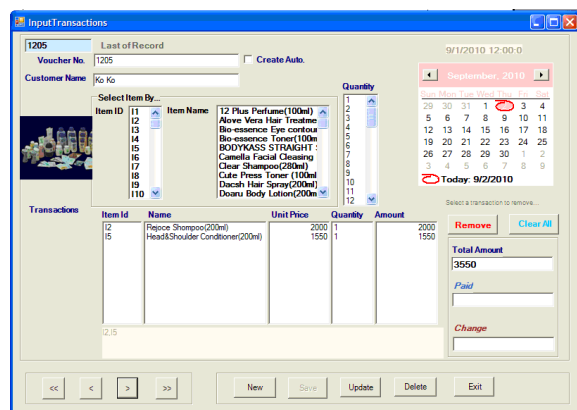 InputTransactions
1205
Last of Record
9/1/2010 12:00:0
Voucher No.
1205
Create Auto.
Customer Name
Ko Ko
Quantity
Select Item By...
Item ID
I1
I2
I3
I4
I5
I6
I7
I8
I9
I10
Item Name
12 Plus Perfume(100ml)
Alove Vera Hair Treatme
Bio-essence Eye contour
Bio-essence Toner(100m
BODYKASS STRAIGHT
Camella Facial Cleasing
Clear Shampoo(280ml)
Cute Press Toner (100ml
Dacsh Hair Spray(200ml)
Doaru Body Lotion(200m
1
2
3
4
5
6
7
8
9
10
11
12
September, 2010
Sun Mon Tue Wed Thu Fri Sat
29 30 31 1 2 3 4
5 6 7 8 9 10 11
12 13 14 15 16 17 18
19 20 21 22 23 24 25
26 27 28 29 30 1 2
3 4 5 6 7 8 9
Today: 9/2/2010
Select a transaction to remove...
Transactions
Item Id Name Unit Price Quantity Amount
I2 Rejoce Shompoo(200ml) 2000 1 2000
I5 Head&Shoulder Conditioner(200ml) 1550 1 1550
I2,I5
Remove
Clear All
Total Amount
3550
Paid
Change
<< < > >> New Save Update Delete Exit